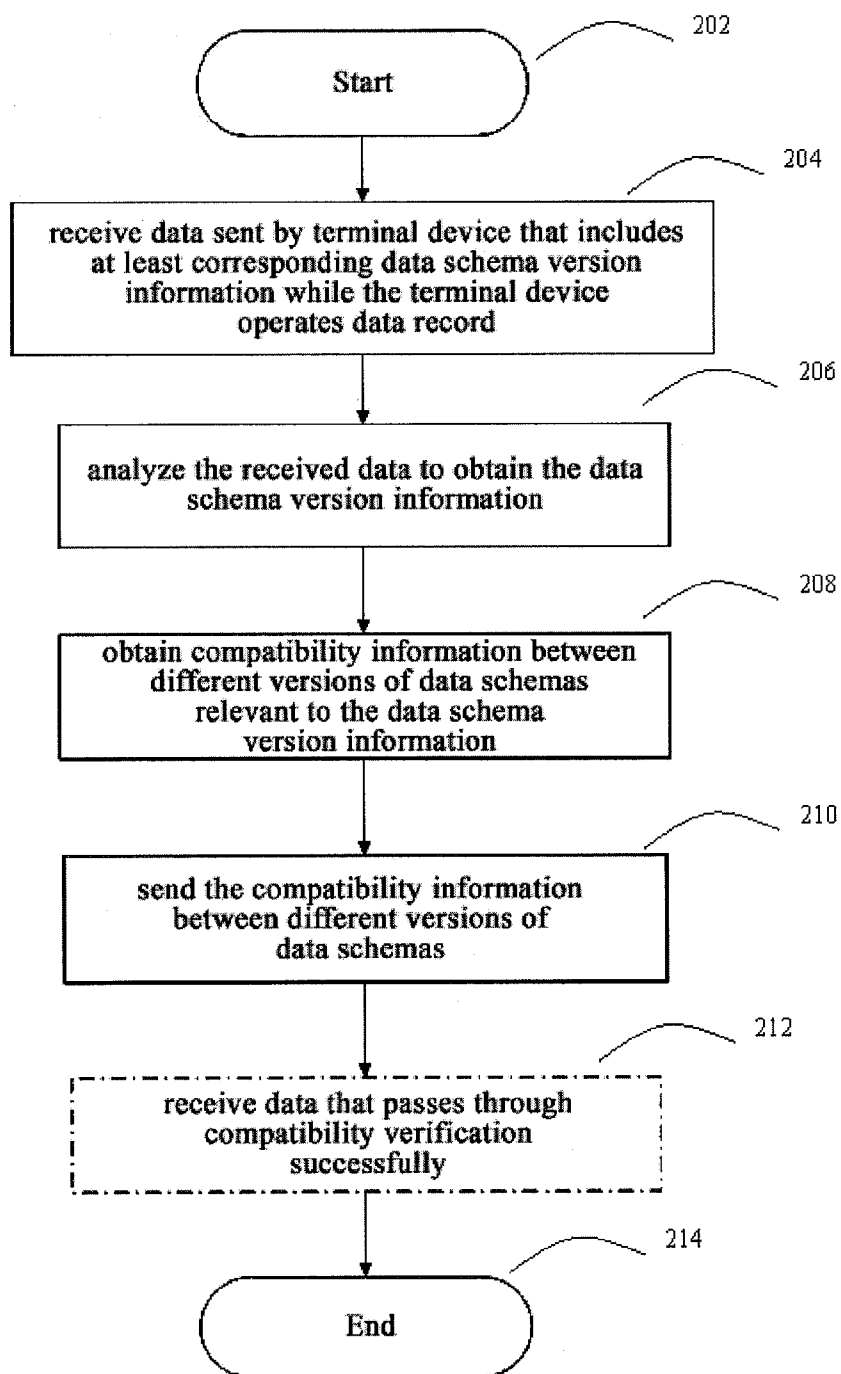 202
Start
204
receive data sent by terminal device that includes
at least corresponding data schema version
information while the terminal device
operates data record
206
analyze the received data to obtain the data
schema version information
208
obtain compatibility information between
different versions of data schemas
relevant to the data schema
version information
210
send the compatibility information
between different versions of
data schemas
212
receive data that passes through
compatibility verification
successfully
214
End